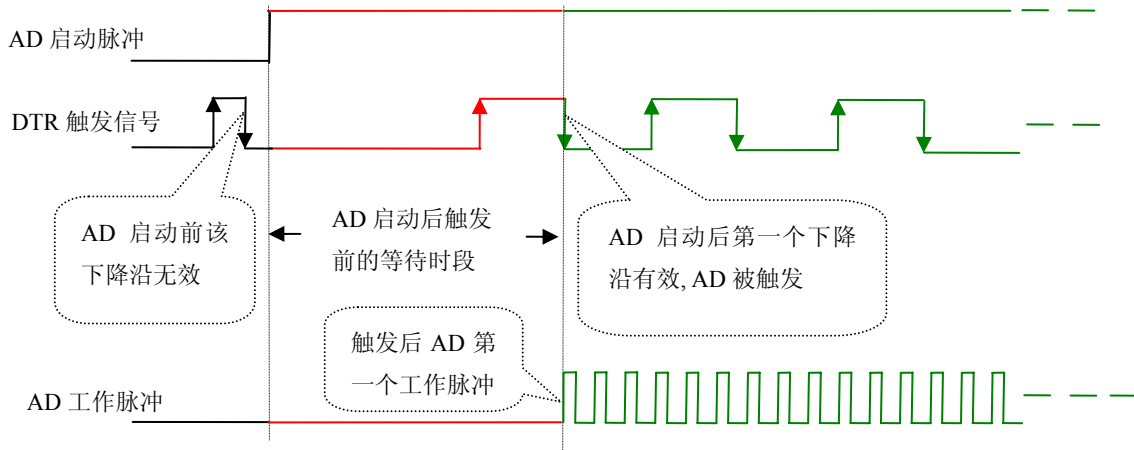 AD 启动脉冲
DTR 触发信号
AD 启动前该
下降沿无效
AD 启动后触发
前的等待时段
AD 启动后第一个下降
沿有效, AD 被触发
触发后 AD 第
一个工作脉冲
AD 工作脉冲